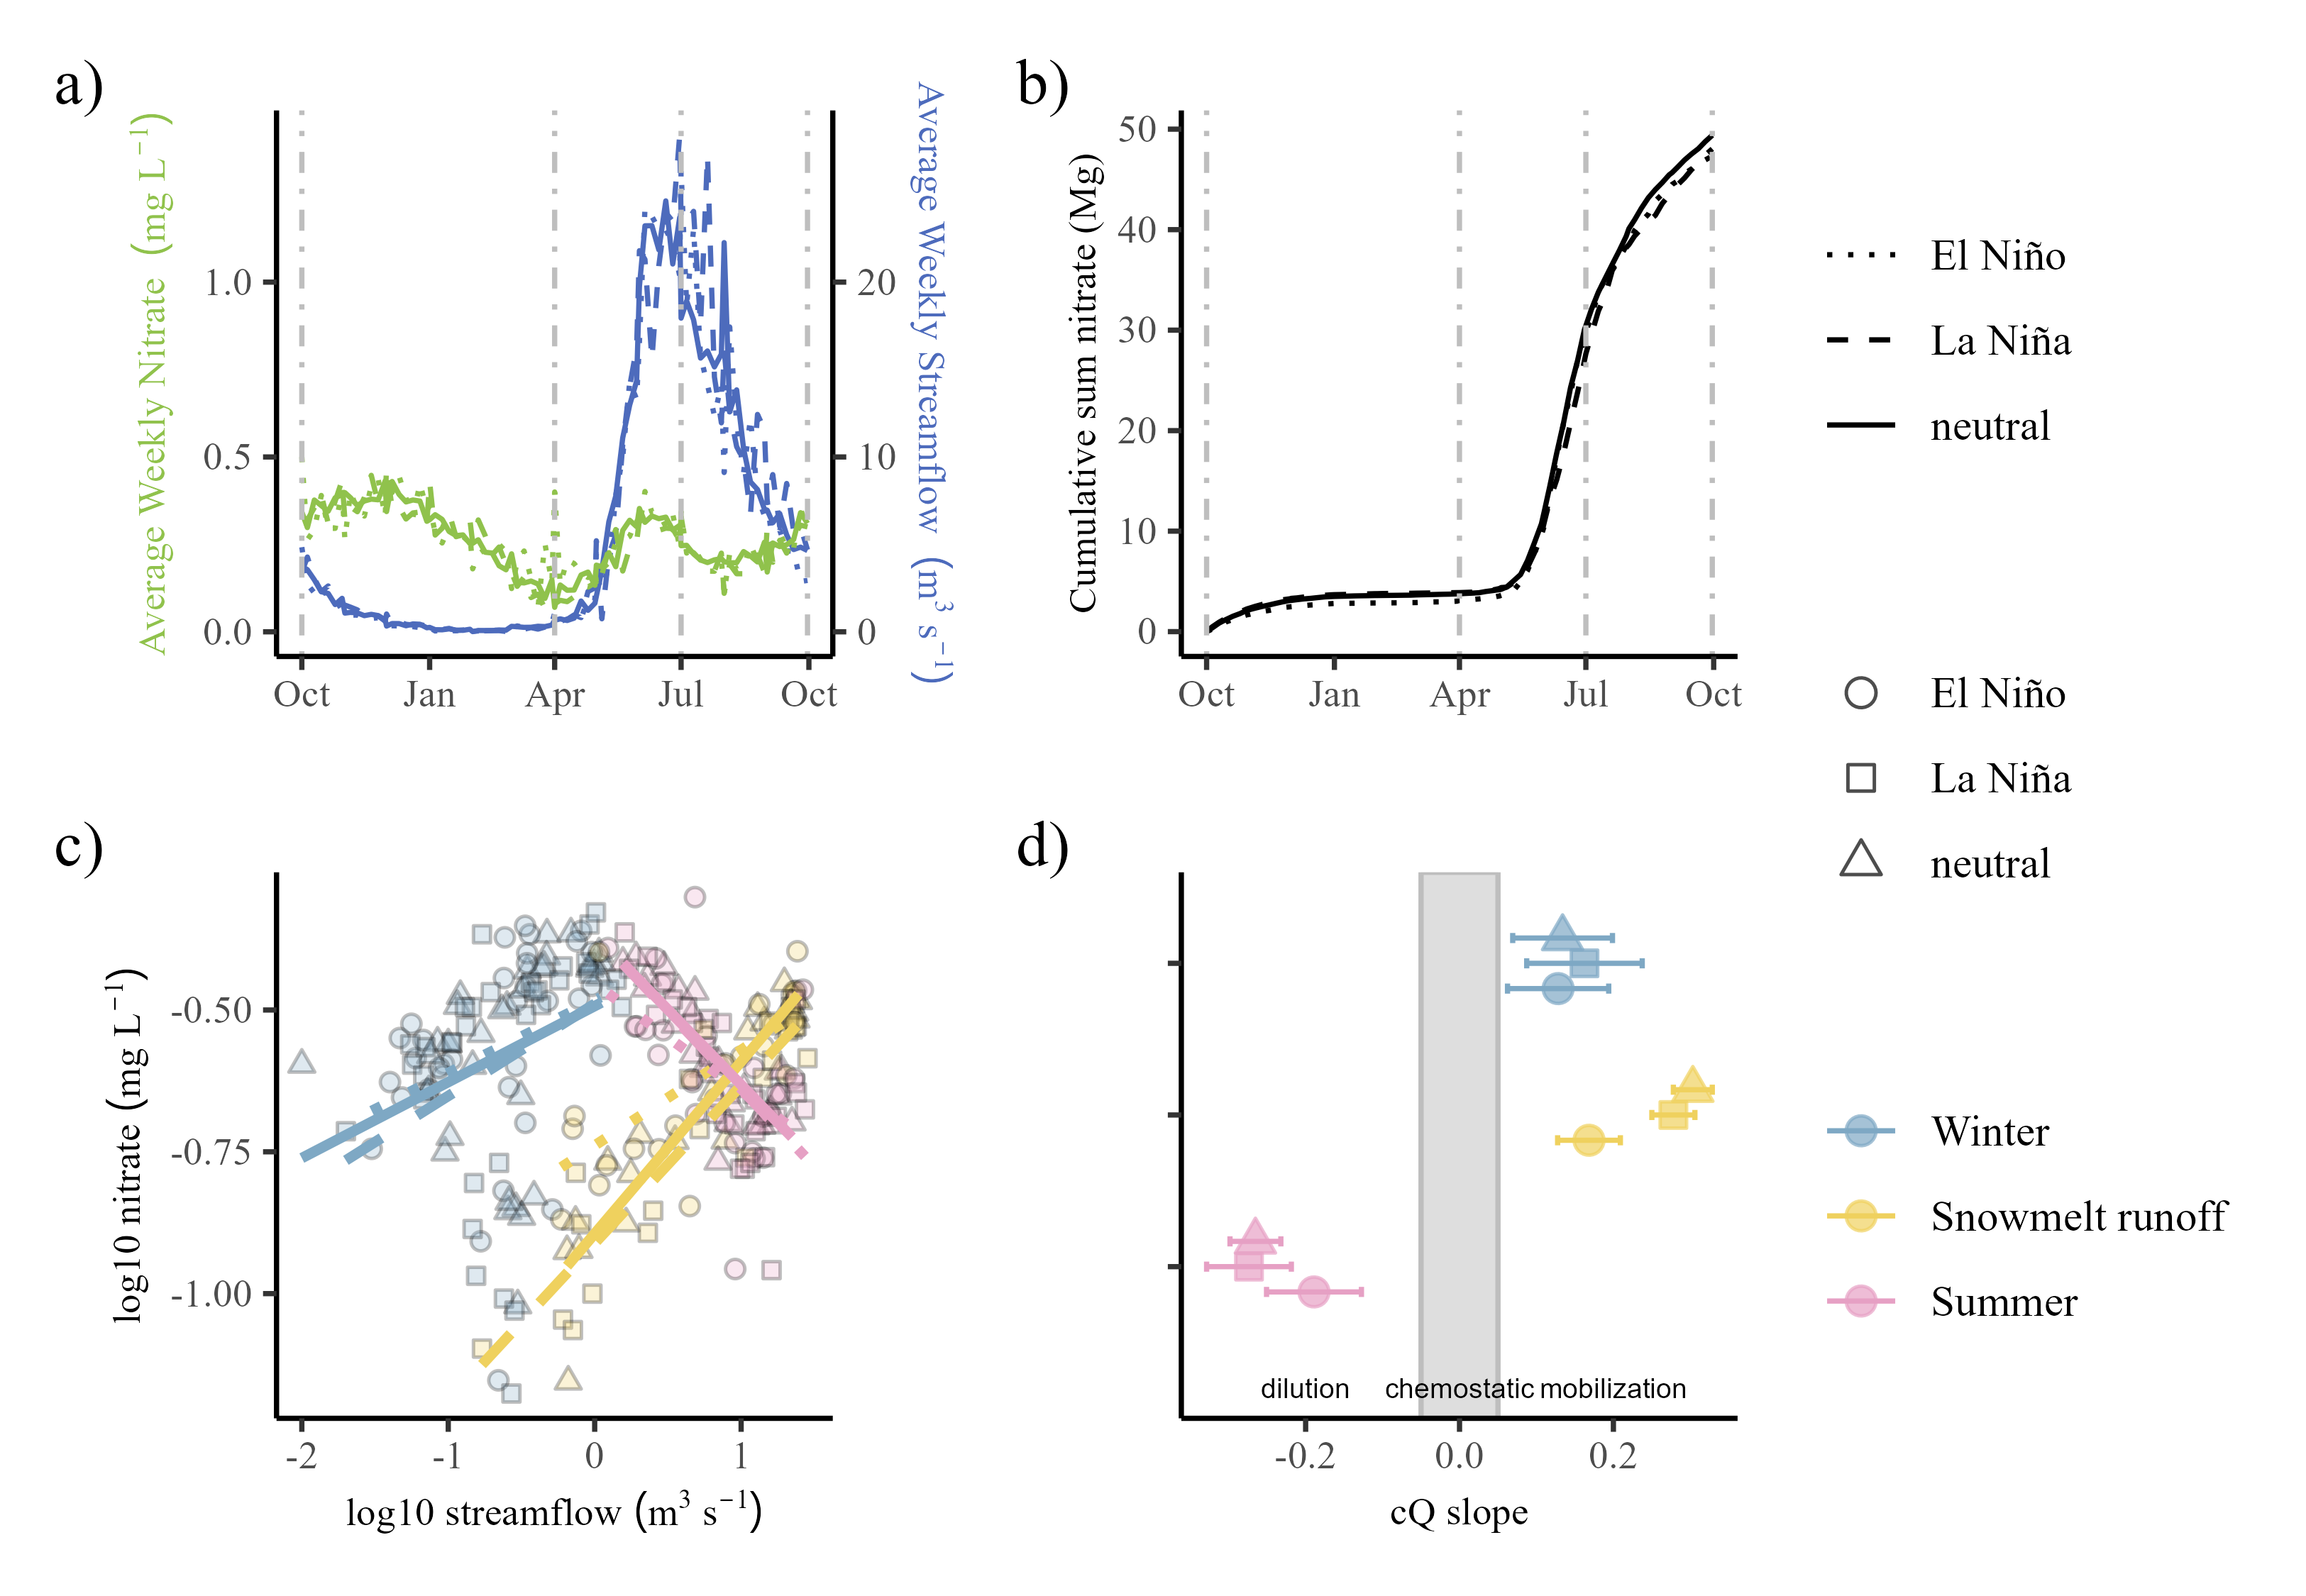 a)
Average Weekly Nitrate (mg L⁻¹)
1.0
0.5
0.0
Oct Jan Apr Jul Oct
20
10
0
Average Weekly Streamflow (m³ s⁻¹)
b)
Cumulative sum nitrate (Mg)
50
40
30
20
10
0
Oct Jan Apr Jul Oct
El Niño
La Niña
neutral
El Niño
La Niña
neutral
Winter
Snowmelt runoff
Summer
c)
log10 nitrate (mg L⁻¹)
-0.50
-0.75
-1.00
-2 -1 0 1
log10 streamflow (m³ s⁻¹)
d)
dilution chemostatic mobilization
-0.2 0.0 0.2
cQ slope